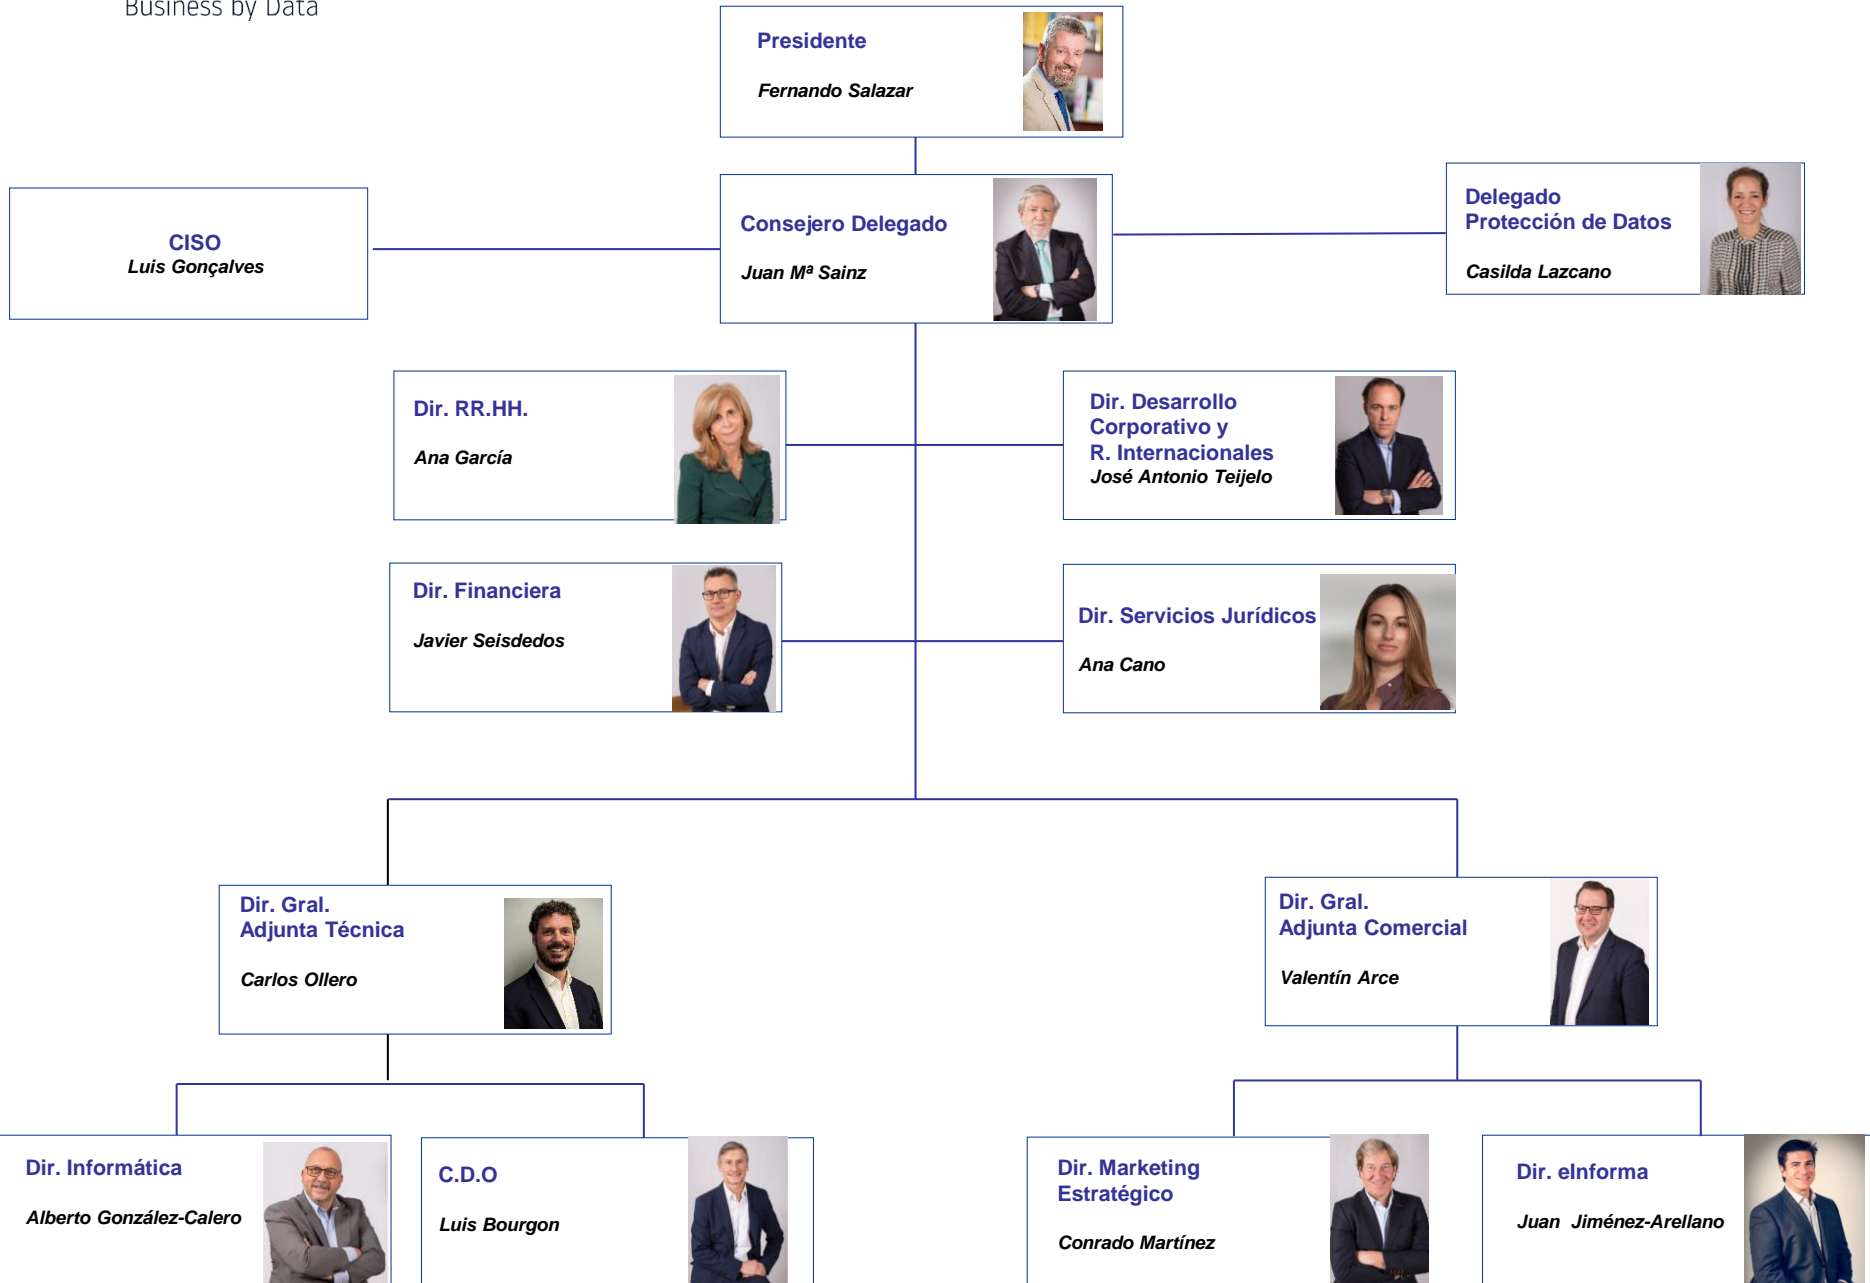 Business by Data
Presidente
Fernando Salazar
CISO
Luis Gonçalves
Consejero Delegado
Juan Mª Sainz
Delegado
Protección de Datos
Casilda Lazcano
Dir. RR.HH.
Ana García
Dir. Desarrollo
Corporativo y
R. Internacionales
José Antonio Teijelo
Dir. Financiera
Javier Seisdedos
Dir. Servicios Jurídicos
Ana Cano
Dir. Gral.
Adjunta Técnica
Carlos Ollero
Dir. Gral.
Adjunta Comercial
Valentín Arce
Dir. Informática
Alberto González-Calero
C.D.O
Luis Bourgon
Dir. Marketing
Estratégico
Conrado Martínez
Dir. eInforma
Juan  Jiménez-Arellano